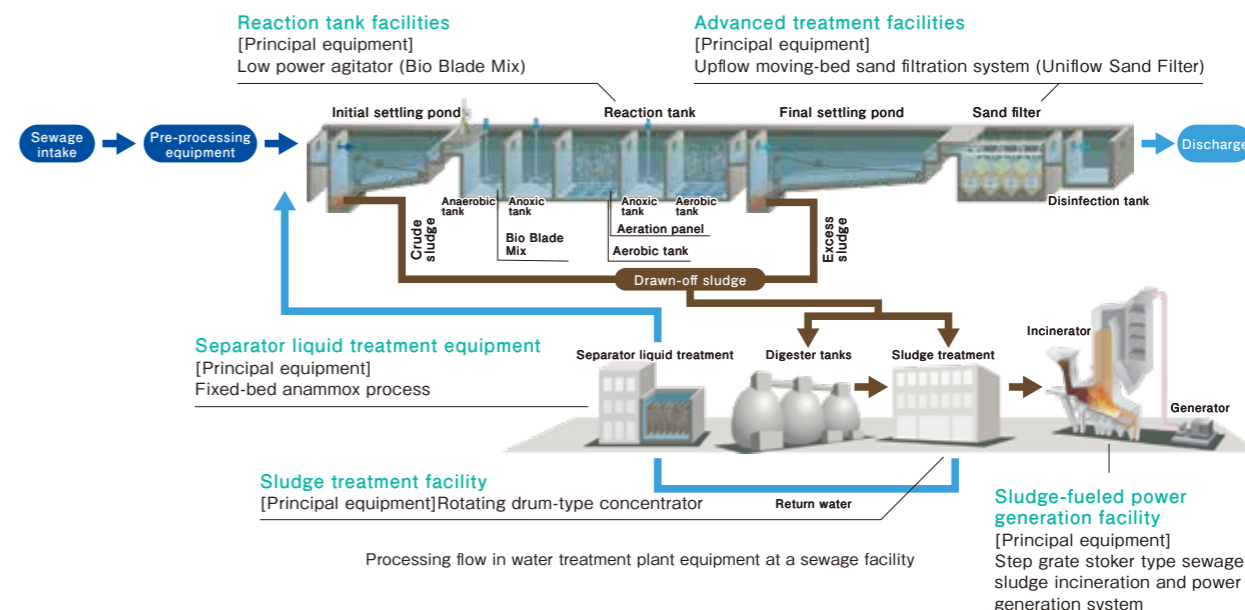 Reaction tank facilities
[Principal equipment]
Low power agitator (Bio Blade Mix)
Advanced treatment facilities
[Principal equipment]
Upflow moving-bed sand filtration system (Uniflow Sand Filter)
Initial settling pond
Reaction tank
Final settling pond
Sand filter
Sewage
intake
Pre-processing
equipment
Discharge
Anaerobic
tank
Anoxic
tank
Anoxic
tank
Aerobic
tank
Disinfection tank
Bio Blade
Mix
Aeration panel
Aerobic tank
Crude
sludge
Excess
sludge
Drawn-off sludge
Separator liquid treatment equipment
[Principal equipment]
Fixed-bed anammox process
Separator liquid treatment
Digester tanks
Sludge treatment
Incinerator
Generator
Sludge treatment facility
[Principal equipment]Rotating drum-type concentrator
Return water
Sludge-fueled power
generation facility
[Principal equipment]
Step grate stoker type sewage
sludge incineration and power
generation system
Processing flow in water treatment plant equipment at a sewage facility